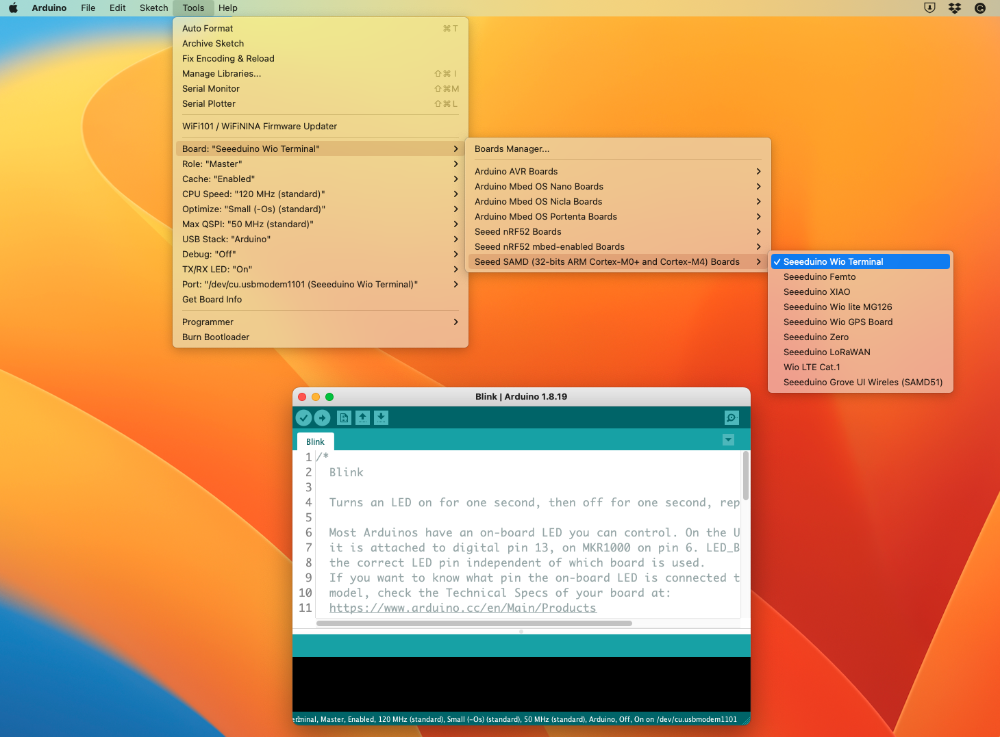 Arduino File Edit Sketch Tools Help
Auto Format ⌘T
Archive Sketch
Fix Encoding & Reload
Manage Libraries... ⇧⌘I
Serial Monitor ⇧⌘M
Serial Plotter ⇧⌘L
WiFi101 / WiFiNINA Firmware Updater
Board: "Seeeduino Wio Terminal"
Role: "Master"
Cache: "Enabled"
CPU Speed: "120 MHz (standard)"
Optimize: "Small (-Os) (standard)"
Max QSPI: "50 MHz (standard)"
USB Stack: "Arduino"
Debug: "Off"
TX/RX LED: "On"
Port: "/dev/cu.usbmodem1101 (Seeeduino Wio Terminal)"
Get Board Info
Programmer
Burn Bootloader
Boards Manager...
Arduino AVR Boards
Arduino Mbed OS Nano Boards
Arduino Mbed OS Nicla Boards
Arduino Mbed OS Portenta Boards
Seeed nRF52 Boards
Seeed nRF52 mbed-enabled Boards
Seeed SAMD (32-bits ARM Cortex-M0+ and Cortex-M4) Boards
✓ Seeeduino Wio Terminal
Seeeduino Femto
Seeeduino XIAO
Seeeduino Wio lite MG126
Seeeduino Wio GPS Board
Seeeduino Zero
Seeeduino LoRaWAN
Wio LTE Cat.1
Seeeduino Grove UI Wireles (SAMD51)
Blink | Arduino 1.8.19
Blink
1 /*
2 Blink
3
4 Turns an LED on for one second, then off for one second, rep
5
6 Most Arduinos have an on-board LED you can control. On the U
7 it is attached to digital pin 13, on MKR1000 on pin 6. LED_B
8 the correct LED pin independent of which board is used.
9 If you want to know what pin the on-board LED is connected t
10 model, check the Technical Specs of your board at:
11 https://www.arduino.cc/en/Main/Products
minal, Master, Enabled, 120 MHz (standard), Small (-Os) (standard), 50 MHz (standard), Arduino, Off, On on /dev/cu.usbmodem1101